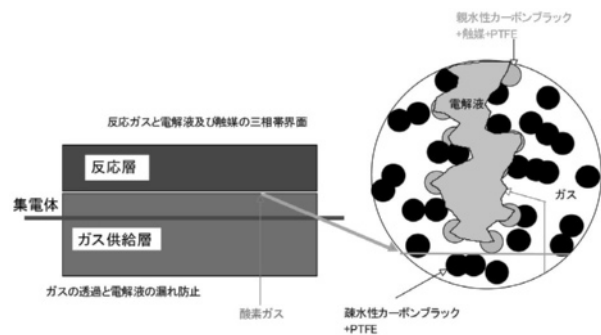 親水性カーボンブラック
+触媒+PTFE
電解液
反応ガスと電解液及び触媒の三相帯界面
反応層
ガス
集電体
ガス供給層
ガスの透過と電解液の漏れ防止
酸素ガス
疎水性カーボンブラック
+PTFE